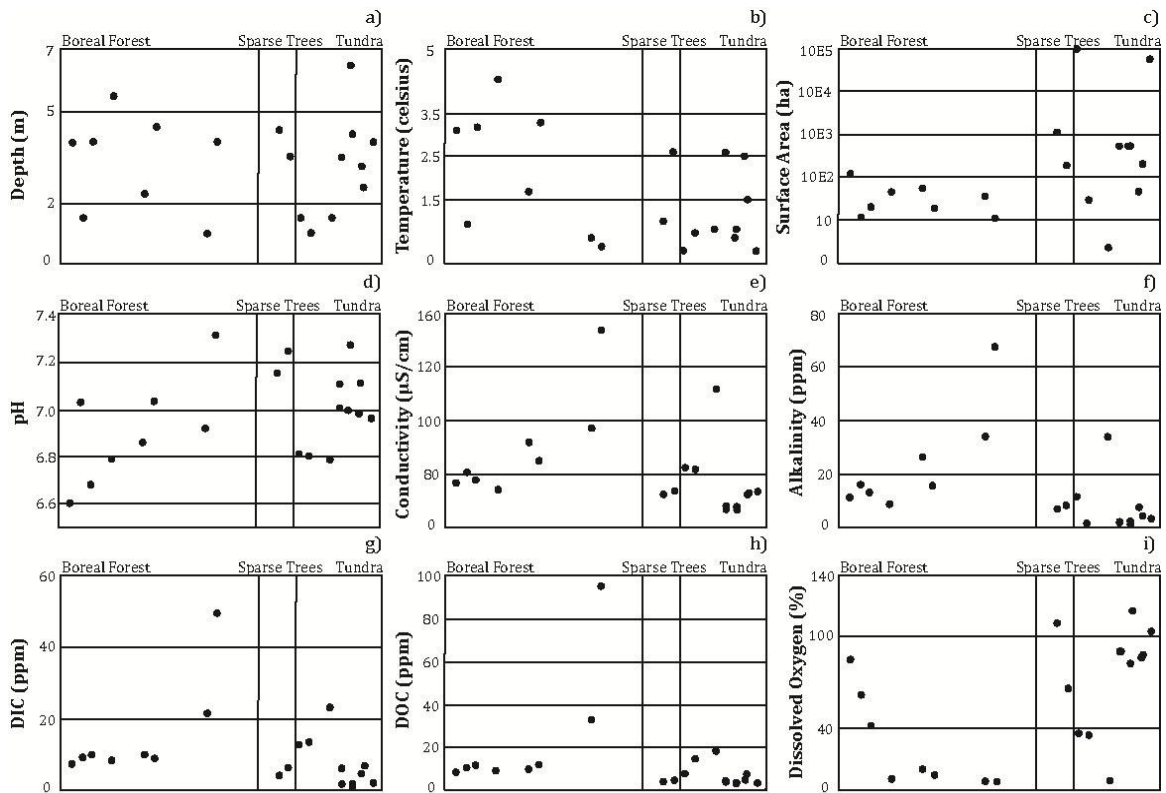 a)
Boreal Forest Sparse Trees Tundra
7
5
2
0
Depth (m)
b)
Boreal Forest Sparse Trees Tundra
5
3.5
2.5
1.5
0
Temperature (celsius)
c)
Boreal Forest Sparse Trees Tundra
10E5
10E4
10E3
10E2
10
0
Surface Area (ha)
d)
Boreal Forest Sparse Trees Tundra
7.4
7.2
7.0
6.8
6.6
pH
e)
Boreal Forest Sparse Trees Tundra
160
120
80
80
0
Conductivity (µS/cm)
f)
Boreal Forest Sparse Trees Tundra
80
60
40
20
0
Alkalinity (ppm)
g)
Boreal Forest Sparse Trees Tundra
60
40
20
0
DIC (ppm)
h)
Boreal Forest Sparse Trees Tundra
100
80
60
40
20
0
DOC (ppm)
i)
Boreal Forest Sparse Trees Tundra
140
100
40
0
Dissolved Oxygen (%)